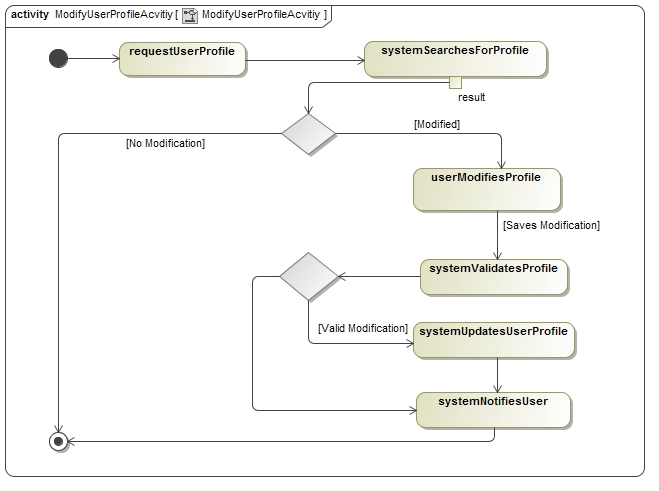 activity ModifyUserProfileAcvitiy [ ModifyUserProfileAcvitiy ]
requestUserProfile
systemSearchesForProfile
result
[Modified]
[No Modification]
userModifiesProfile
[Saves Modification]
systemValidatesProfile
[Valid Modification]
systemUpdatesUserProfile
systemNotifiesUser